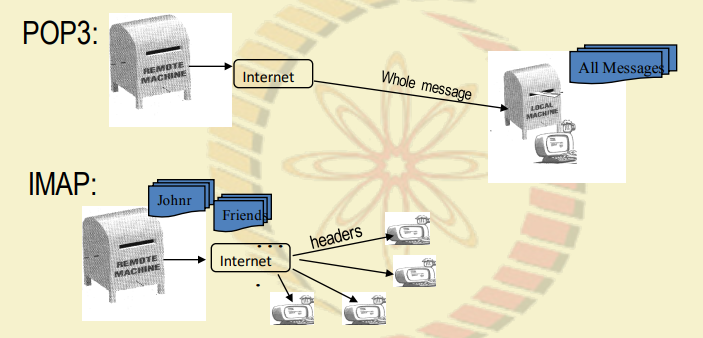 POP3:
REMOTE
MACHINE
Internet
Whole message
All Messages
LOCAL
MACHINE
IMAP:
Johnr
Friends
REMOTE
MACHINE
Internet
headers